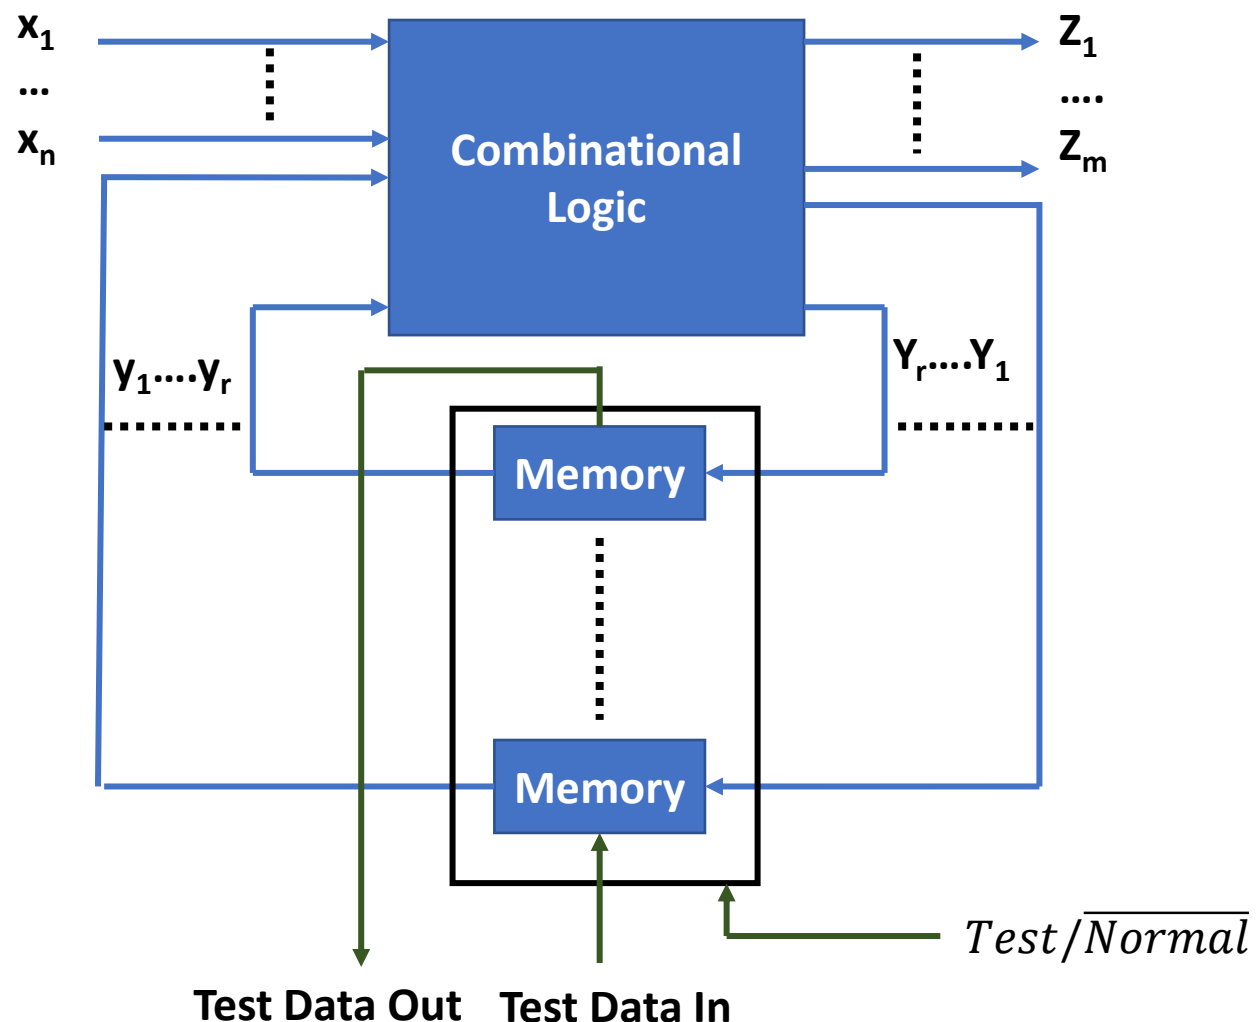 x₁
...
xₙ
Combinational
Logic
Z₁
....
Zₘ
y₁....yᵣ
Yᵣ....Y₁
Memory
Memory
Test/N̅o̅r̅m̅a̅l̅
Test Data Out
Test Data In